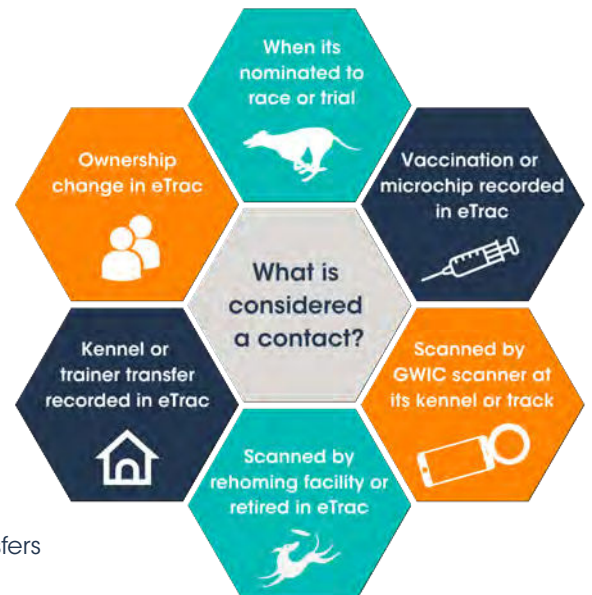 When its
nominated to
race or trial
Ownership
change in eTrac
Vaccination or
microchip recorded
in eTrac
What is
considered
a contact?
Kennel or
trainer transfer
recorded in eTrac
Scanned by
GWIC scanner at
its kennel or track
Scanned by
rehoming facility or
retired in eTrac